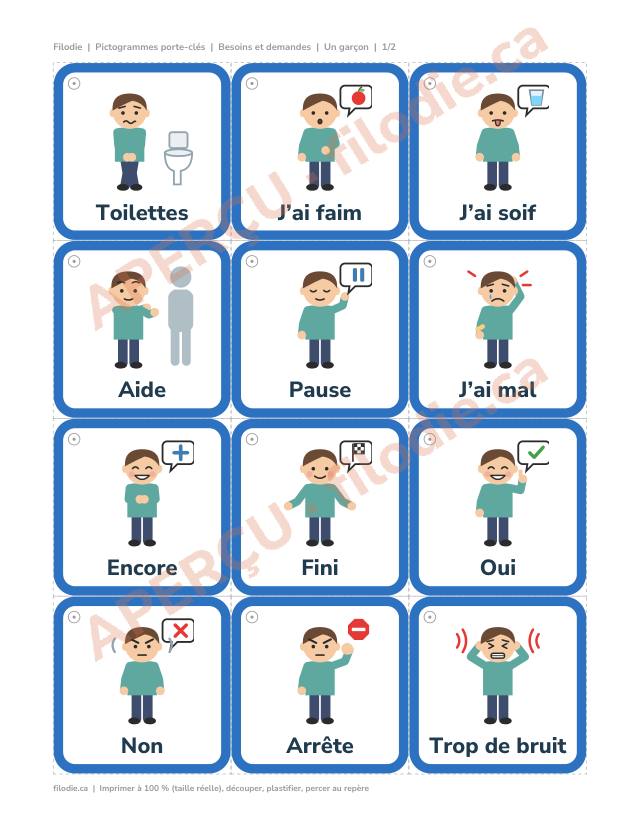 Filodie | Pictogrammes porte-clés | Besoins et demandes | Un garçon | 1/2
Toilettes
J'ai faim
J'ai soif
Aide
Pause
J'ai mal
Encore
Fini
Oui
Non
Arrête
Trop de bruit
APERÇU · filodie.ca
APERÇU · filodie.ca
filodie.ca | Imprimer à 100 % (taille réelle), découper, plastifier, percer au repère